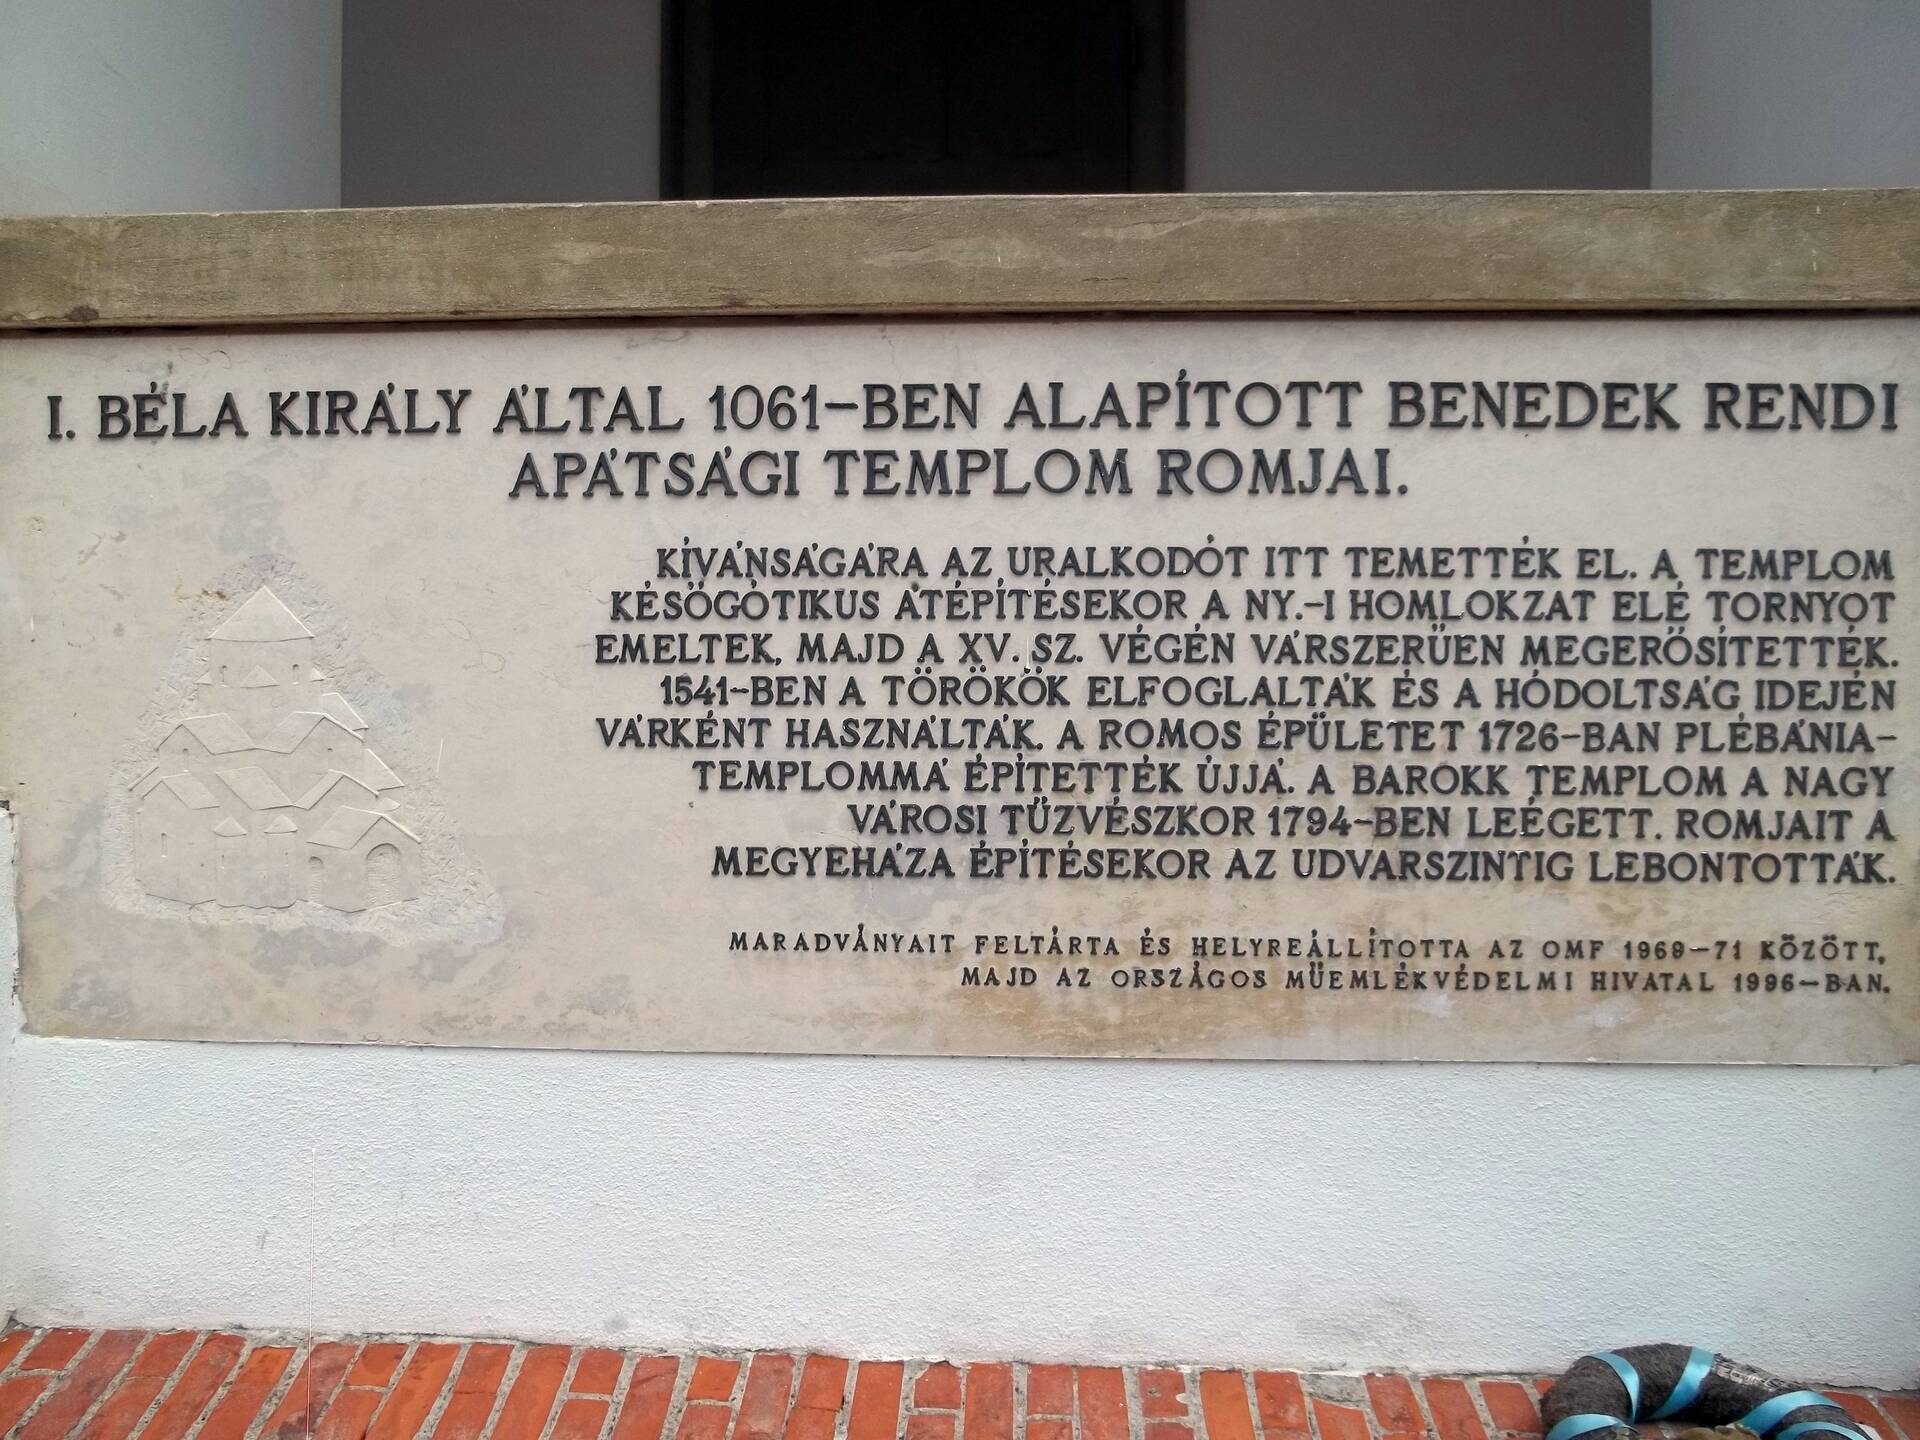 I. BÉLA KIRÁLY ÁLTAL 1061-BEN ALAPÍTOTT BENEDEK RENDI
APÁTSÁGI TEMPLOM ROMJAI.
KÍVÁNSÁGÁRA AZ URALKODÓT ITT TEMETTÉK EL. A TEMPLOM
KÉSŐGÓTIKUS ÁTÉPÍTÉSEKOR A NY.-I HOMLOKZAT ELÉ TORNYOT
EMELTEK, MAJD A XV. SZ. VÉGÉN VÁRSZERŰEN MEGERŐSÍTETTÉK.
1541-BEN A TÖRÖKÖK ELFOGLALTÁK ÉS A HÓDOLTSÁG IDEJÉN
VÁRKÉNT HASZNÁLTÁK. A ROMOS ÉPÜLETET 1726-BAN PLÉBÁNIA-
TEMPLOMMÁ ÉPÍTETTÉK ÚJJÁ. A BAROKK TEMPLOM A NAGY
VÁROSI TŰZVÉSZKOR 1794-BEN LEÉGETT. ROMJAIT A
MEGYEHÁZA ÉPÍTÉSEKOR AZ UDVARSZINTIG LEBONTOTTÁK.
MARADVÁNYAIT FELTÁRTA ÉS HELYREÁLLÍTOTTA AZ OMF 1969-71 KÖZÖTT,
MAJD AZ ORSZÁGOS MŰEMLÉKVÉDELMI HIVATAL 1996-BAN.